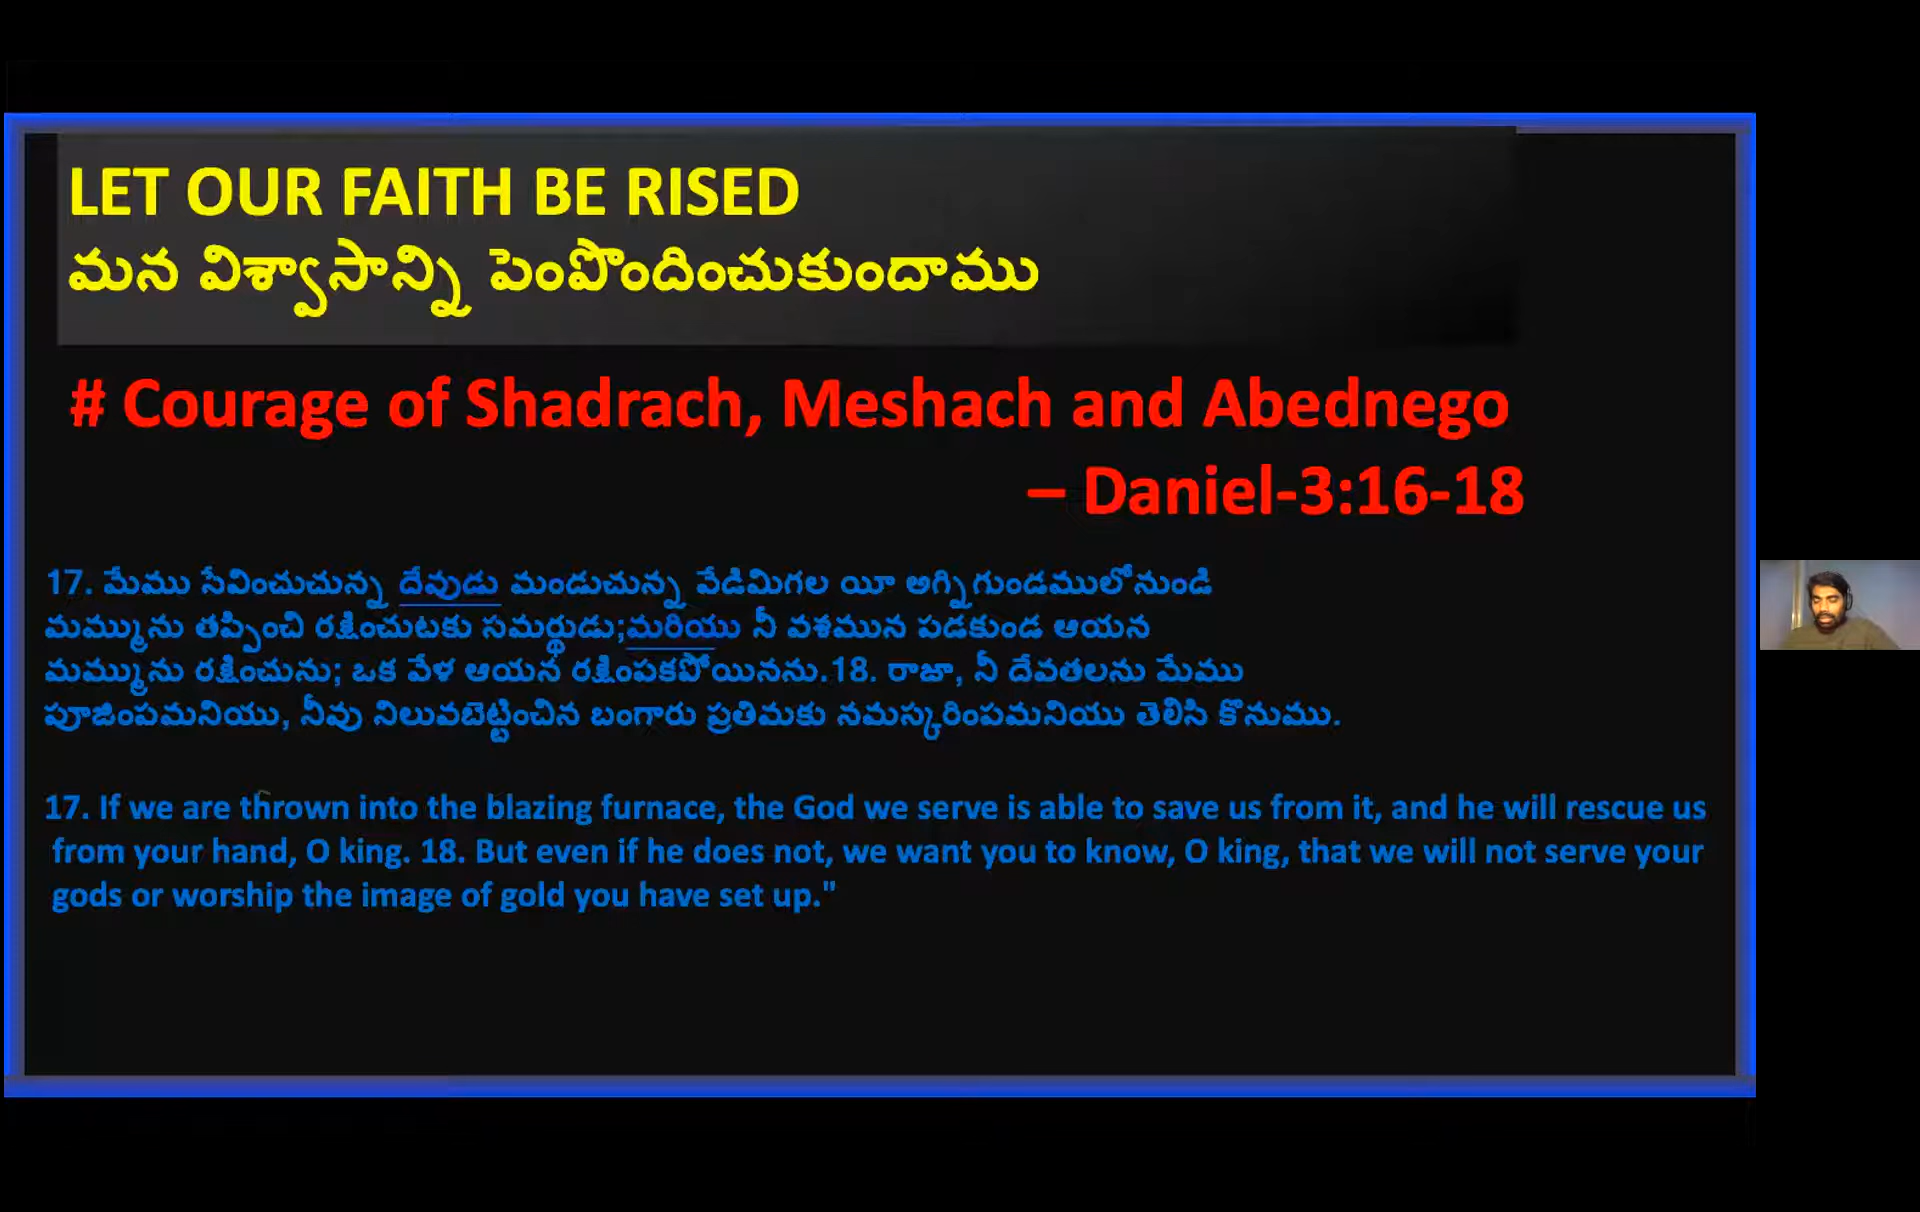 LET OUR FAITH BE RISED
మన విశ్వాసాన్ని పెంపొందించుకుందాము
# Courage of Shadrach, Meshach and Abednego
– Daniel-3:16-18
17. మేము సేవించుచున్న దేవుడు మండుచున్న వేడిమిగల యీ అగ్నిగుండములోనుండి
మమ్మును తప్పించి రక్షించుటకు సమర్థుడు;మరియు నీ వశమున పడకుండ ఆయన
మమ్మును రక్షించును; ఒక వేళ ఆయన రక్షింపకపోయినను.18. రాజా, నీ దేవతలను మేము
పూజింపమనియు, నీవు నిలువబెట్టించిన బంగారు ప్రతిమకు నమస్కరింపమనియు తెలిసి కొనుము.
17. If we are thrown into the blazing furnace, the God we serve is able to save us from it, and he will rescue us
from your hand, O king. 18. But even if he does not, we want you to know, O king, that we will not serve your
gods or worship the image of gold you have set up."